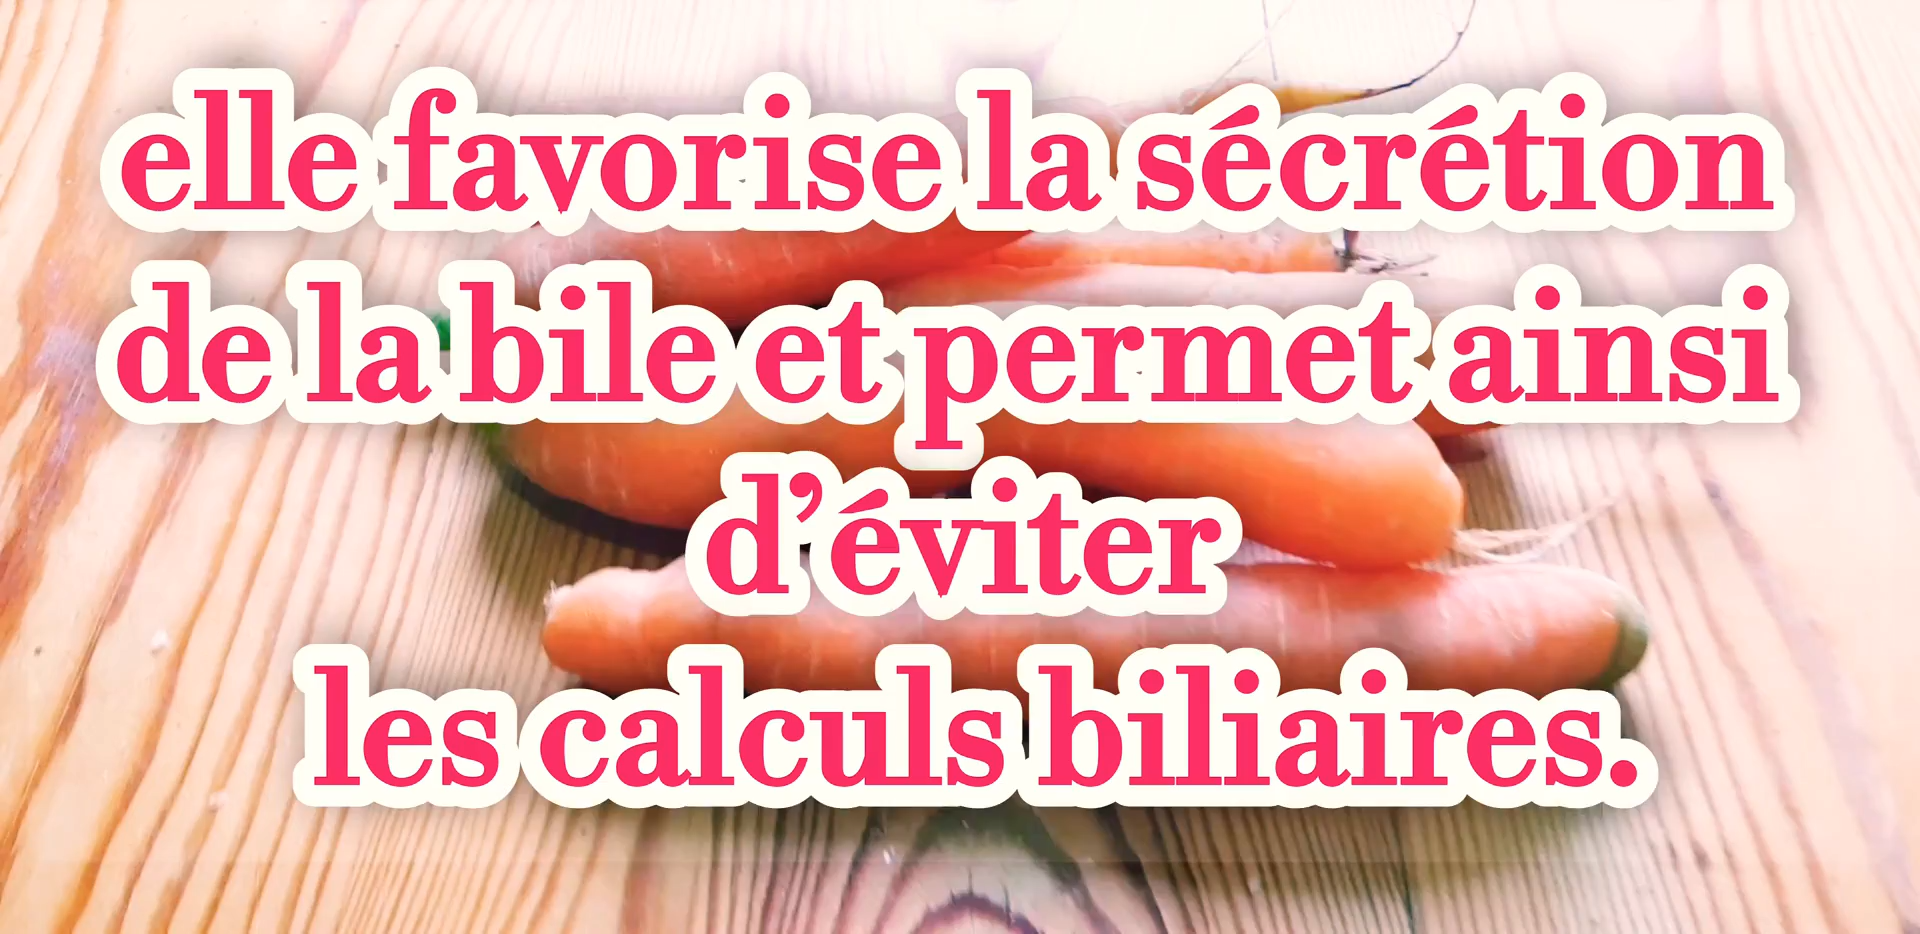 elle favorise la sécrétion
de la bile et permet ainsi
d’éviter
les calculs biliaires.